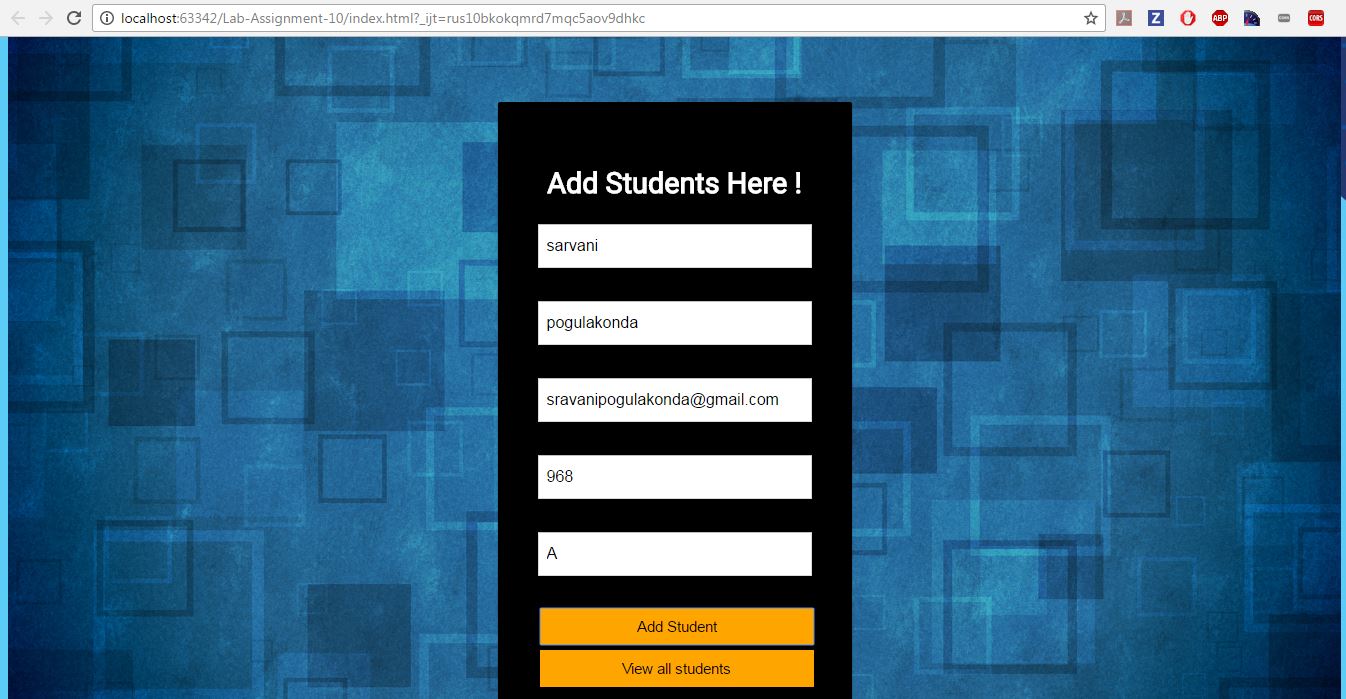 localhost:63342/Lab-Assignment-10/index.html?_ijt=rus10bkokqmrd7mqc5aov9dhkc
Z
ABP
CORS
Add Students Here !
sarvani
pogulakonda
sravanipogulakonda@gmail.com
968
A
Add Student
View all students